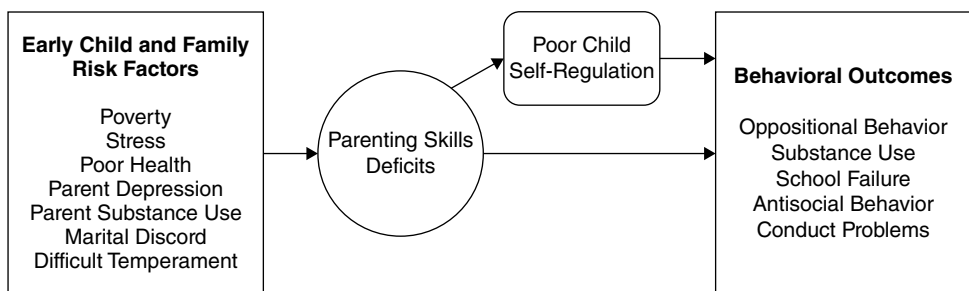 Early Child and Family
Risk Factors
Poverty
Stress
Poor Health
Parent Depression
Parent Substance Use
Marital Discord
Difficult Temperament
Parenting Skills
Deficits
Poor Child
Self-Regulation
Behavioral Outcomes
Oppositional Behavior
Substance Use
School Failure
Antisocial Behavior
Conduct Problems